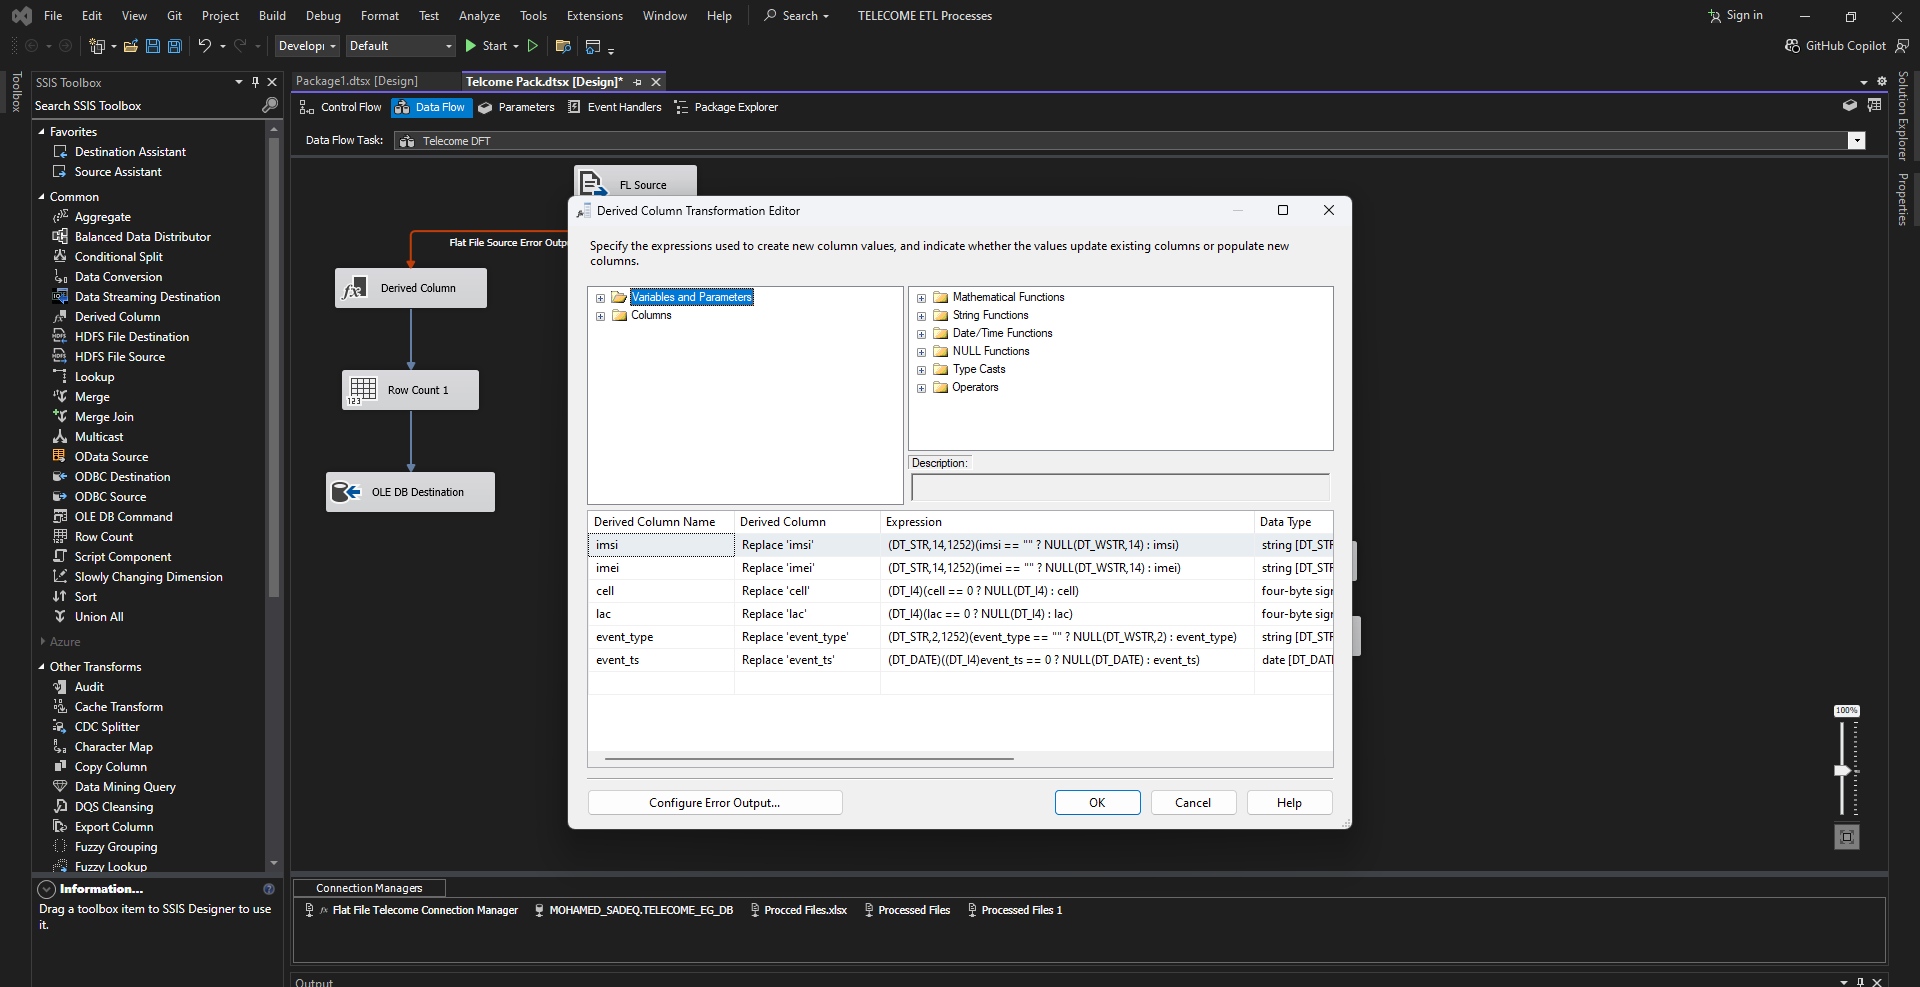 File Edit View Git Project Build Debug Format Test Analyze Tools Extensions Window Help Search TELECOME ETL Processes Sign in
Develop Default Start GitHub Copilot
Toolbox
SSIS Toolbox
Search SSIS Toolbox
Favorites
Destination Assistant
Source Assistant
Common
Aggregate
Balanced Data Distributor
Conditional Split
Data Conversion
Data Streaming Destination
Derived Column
HDFS File Destination
HDFS File Source
Lookup
Merge
Merge Join
Multicast
OData Source
ODBC Destination
ODBC Source
OLE DB Command
Row Count
Script Component
Slowly Changing Dimension
Sort
Union All
Azure
Other Transforms
Audit
Cache Transform
CDC Splitter
Character Map
Copy Column
Data Mining Query
DQS Cleansing
Export Column
Fuzzy Grouping
Fuzzy Lookup
Information...
Drag a toolbox item to SSIS Designer to use
it.
Package1.dtsx [Design] Telcome Pack.dtsx [Design]*
Control Flow Data Flow Parameters Event Handlers Package Explorer
Data Flow Task: Telecome DFT
FL Source
Flat File Source Error Outp
Derived Column
Row Count 1
123
OLE DB Destination
Derived Column Transformation Editor
Specify the expressions used to create new column values, and indicate whether the values update existing columns or populate new
columns.
Variables and Parameters
Columns
Mathematical Functions
String Functions
Date/Time Functions
NULL Functions
Type Casts
Operators
Description:
Derived Column Name Derived Column Expression Data Type
imsi Replace 'imsi' (DT_STR,14,1252)(imsi == "" ? NULL(DT_WSTR,14) : imsi) string [DT_STR
imei Replace 'imei' (DT_STR,14,1252)(imei == "" ? NULL(DT_WSTR,14) : imei) string [DT_STR
cell Replace 'cell' (DT_I4)(cell == 0 ? NULL(DT_I4) : cell) four-byte sign
lac Replace 'lac' (DT_I4)(lac == 0 ? NULL(DT_I4) : lac) four-byte sign
event_type Replace 'event_type' (DT_STR,2,1252)(event_type == "" ? NULL(DT_WSTR,2) : event_type) string [DT_STR
event_ts Replace 'event_ts' (DT_DATE)((DT_I4)event_ts == 0 ? NULL(DT_DATE) : event_ts) date [DT_DAT
Configure Error Output... OK Cancel Help
100%
Connection Managers
Flat File Telecome Connection Manager MOHAMED_SADEQ.TELECOME_EG_DB Procced Files.xlsx Processed Files Processed Files 1
Output
Solution Explorer
Properties